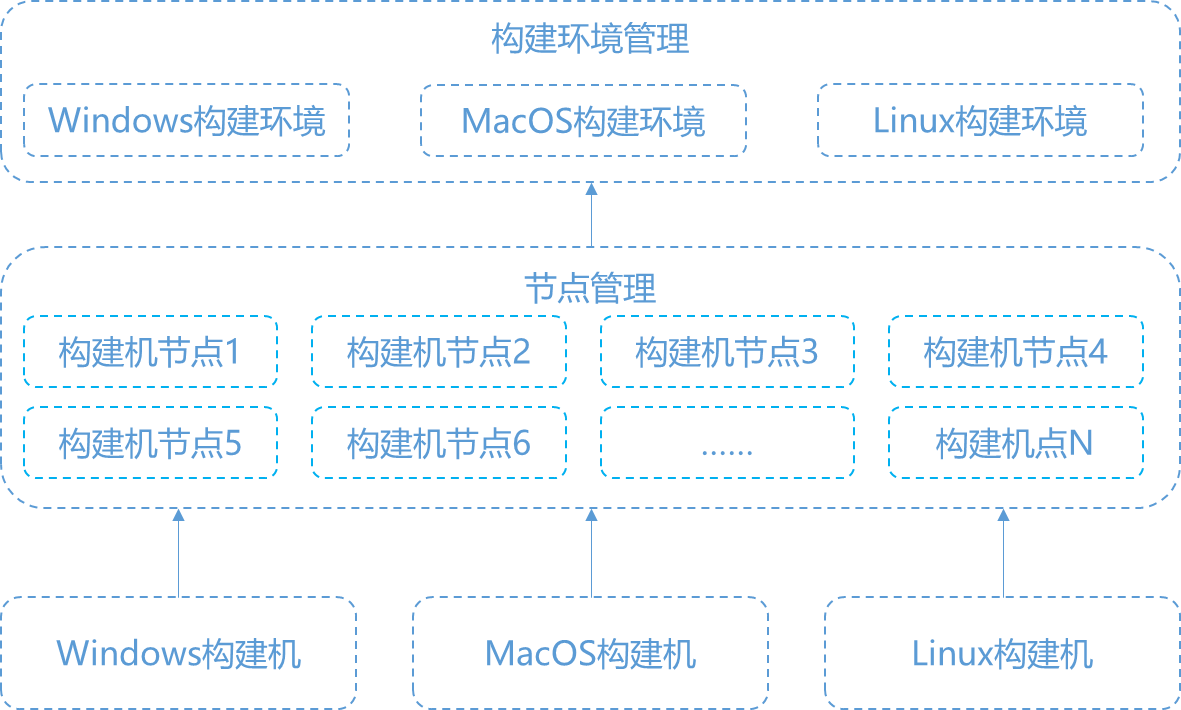 构建环境管理
Windows构建环境
MacOS构建环境
Linux构建环境
节点管理
构建机节点1
构建机节点2
构建机节点3
构建机节点4
构建机节点5
构建机节点6
......
构建机点N
Windows构建机
MacOS构建机
Linux构建机